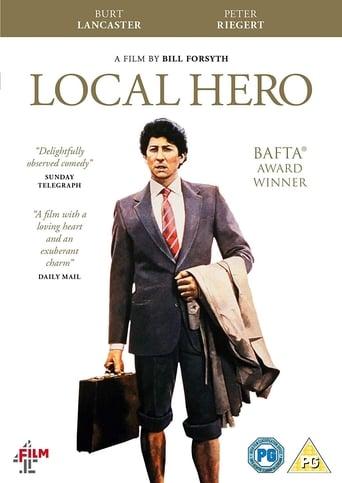 BURT
LANCASTER
PETER
RIEGERT
A FILM BY BILL FORSYTH
LOCAL HERO
"Delightfully
observed comedy"
SUNDAY
TELEGRAPH
"A film with a
loving heart
and an
exuberant
charm"
DAILY MAIL
BAFTA®
AWARD
WINNER
FILM
PG
PG